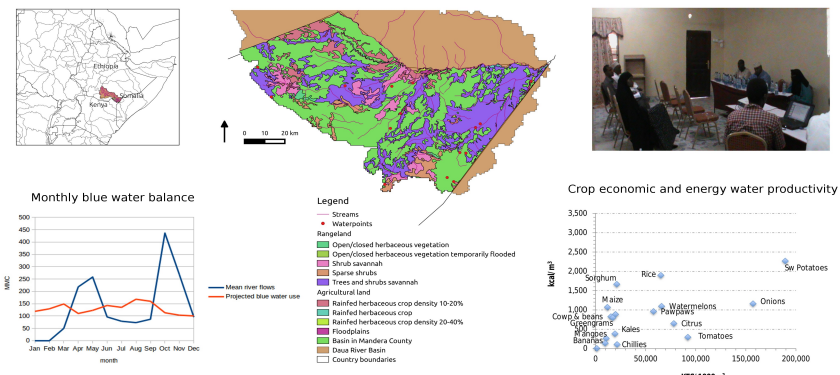 Ethiopia
Somalia
Kenya
0 10 20 km
Legend
Streams
Waterpoints
Rangeland
Open/closed herbaceous vegetation
Open/closed herbaceous vegetation temporarily flooded
Shrub savannah
Sparse shrubs
Trees and shrubs savannah
Agricultural land
Rainfed herbaceous crop density 10-20%
Rainfed herbaceous crop
Rainfed herbaceous crop density 20-40%
Floodplains
Basin in Mandera County
Daua River Basin
Country boundaries
Monthly blue water balance
500
450
400
350
300
250
200
150
100
50
0
MMC
Jan Feb Mar Apr May Jun Jul Aug Sep Oct Nov Dec
month
Mean river flows
Projected blue water use
Crop economic and energy water productivity
3,500
3,000
2,500
2,000
1,500
1,000
500
0
kcal/m³
Sw Potatoes
Rice
Sorghum
Maize
Watermelons
Onions
Pawpaws
Cowp & beans
Greengrams
Citrus
Kales
Mangoes
Bananas
Chillies
Tomatoes
0 50,000 100,000 150,000 200,000